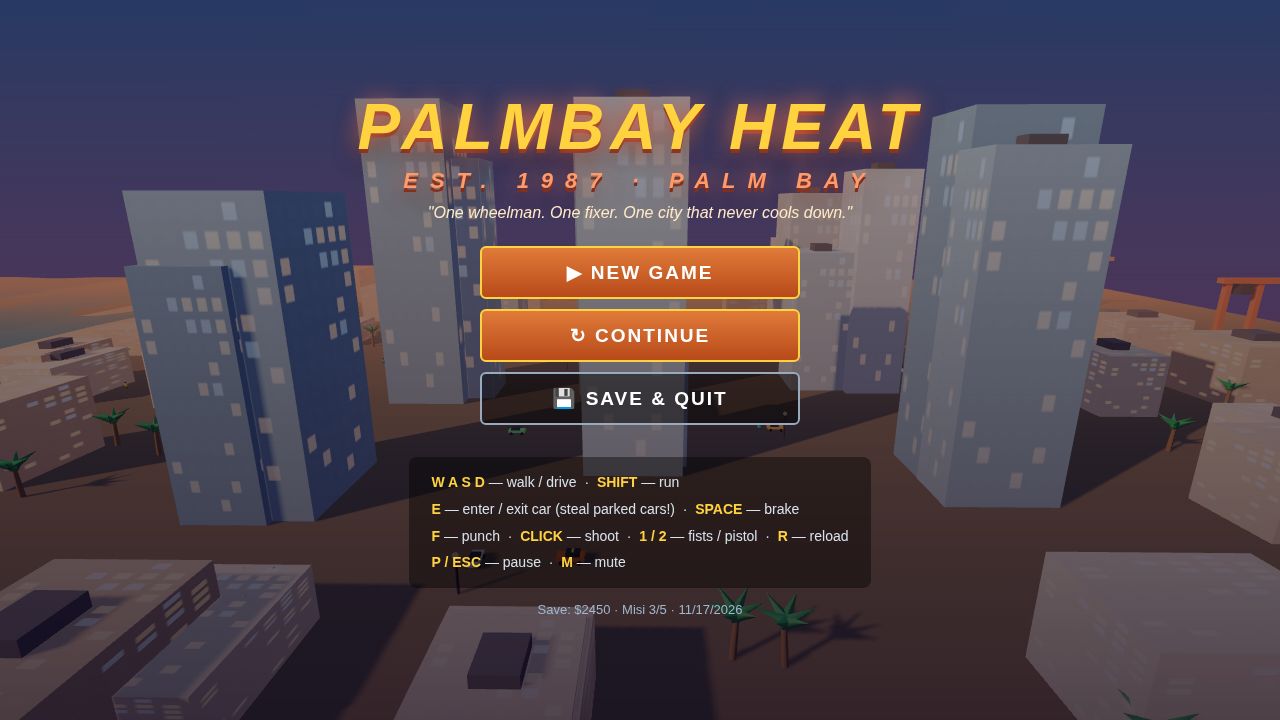 PALMBAY HEAT
EST. 1987 · PALM BAY
"One wheelman. One fixer. One city that never cools down."
▶ NEW GAME
↻ CONTINUE
💾 SAVE & QUIT
W A S D — walk / drive · SHIFT — run
E — enter / exit car (steal parked cars!) · SPACE — brake
F — punch · CLICK — shoot · 1 / 2 — fists / pistol · R — reload
P / ESC — pause · M — mute
Save: $2450 · Misi 3/5 · 11/17/2026